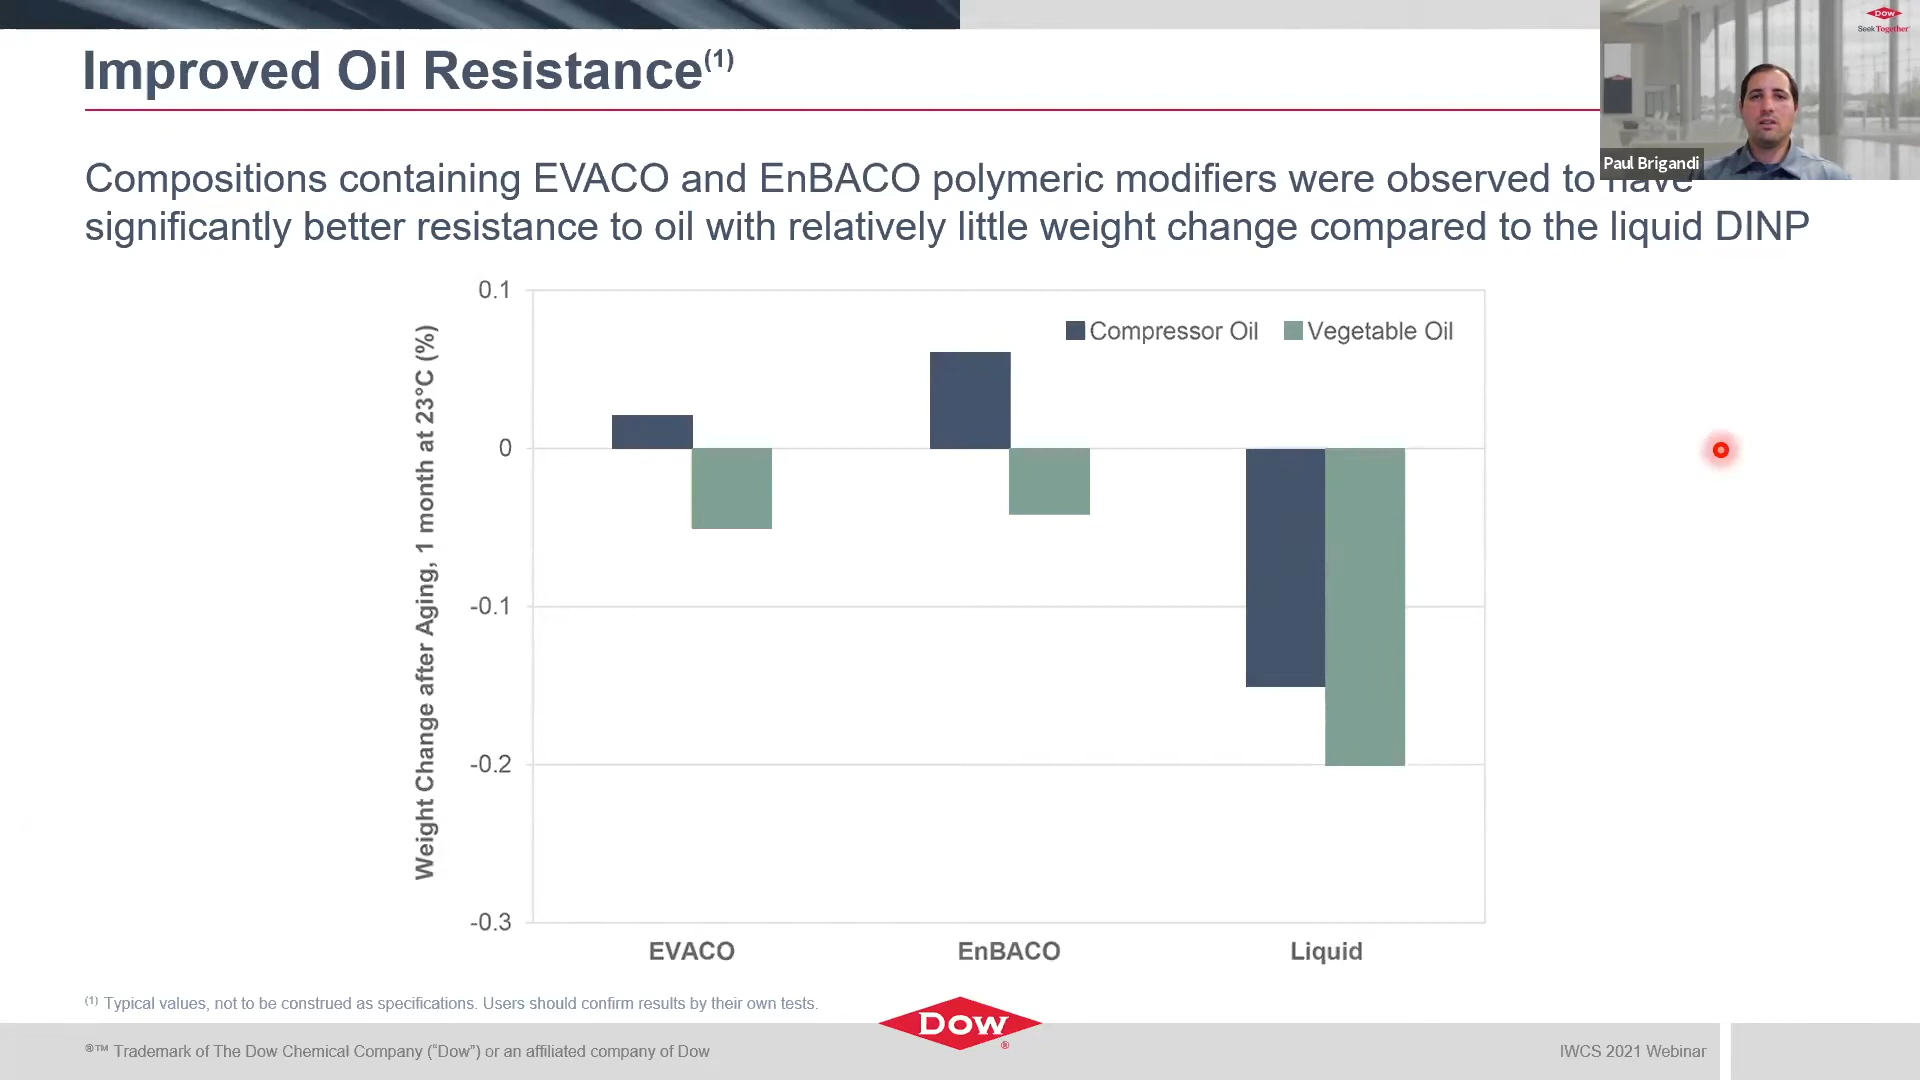 Improved Oil Resistance(1)
DOW
Seek Together
Paul Brigandi
Compositions containing EVACO and EnBACO polymeric modifiers were observed to have
significantly better resistance to oil with relatively little weight change compared to the liquid DINP
Weight Change after Aging, 1 month at 23°C (%)
0.1
0
-0.1
-0.2
-0.3
Compressor Oil Vegetable Oil
EVACO EnBACO Liquid
(1) Typical values, not to be construed as specifications. Users should confirm results by their own tests.
DOW®
®™ Trademark of The Dow Chemical Company (“Dow”) or an affiliated company of Dow
IWCS 2021 Webinar